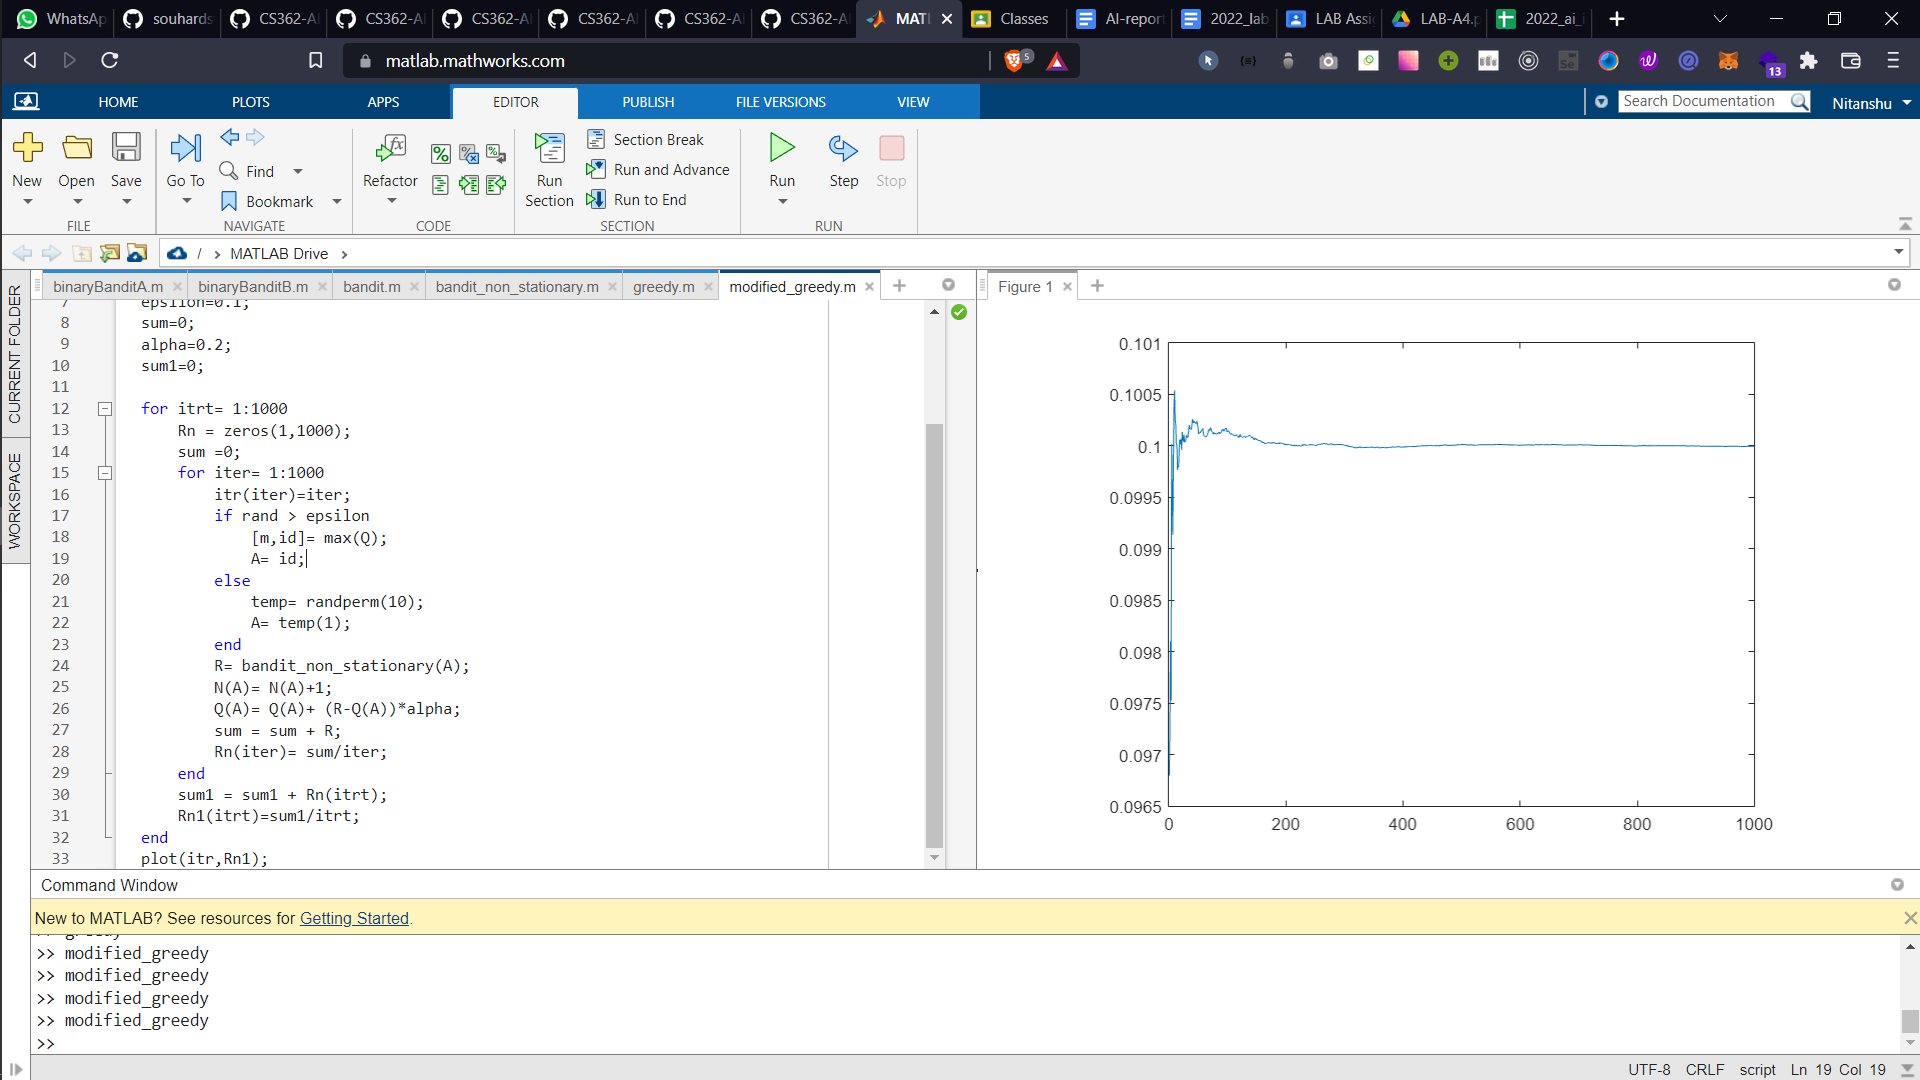 WhatsAp souhards CS362-AI CS362-AI CS362-AI CS362-AI CS362-AI CS362-AI MATL Classes AI-report 2022_lab LAB Assi LAB-A4.p 2022_ai_i
matlab.mathworks.com 5 13
HOME PLOTS APPS EDITOR PUBLISH FILE VERSIONS VIEW Search Documentation Nitanshu
New Open Save Go To Find Bookmark Refactor Run Section Section Break Run and Advance Run to End Run Step Stop
FILE NAVIGATE CODE SECTION RUN
/ › MATLAB Drive ›
CURRENT FOLDER
WORKSPACE
binaryBanditA.m binaryBanditB.m bandit.m bandit_non_stationary.m greedy.m modified_greedy.m
7 epsilon=0.1;
8 sum=0;
9 alpha=0.2;
10 sum1=0;
11
12 for itrt= 1:1000
13 Rn = zeros(1,1000);
14 sum =0;
15 for iter= 1:1000
16 itr(iter)=iter;
17 if rand > epsilon
18 [m,id]= max(Q);
19 A= id;
20 else
21 temp= randperm(10);
22 A= temp(1);
23 end
24 R= bandit_non_stationary(A);
25 N(A)= N(A)+1;
26 Q(A)= Q(A)+ (R-Q(A))*alpha;
27 sum = sum + R;
28 Rn(iter)= sum/iter;
29 end
30 sum1 = sum1 + Rn(itrt);
31 Rn1(itrt)=sum1/itrt;
32 end
33 plot(itr,Rn1);
Figure 1
0.101
0.1005
0.1
0.0995
0.099
0.0985
0.098
0.0975
0.097
0.0965
0 200 400 600 800 1000
Command Window
New to MATLAB? See resources for Getting Started.
>> greedy
>> modified_greedy
>> modified_greedy
>> modified_greedy
>> modified_greedy
>>
UTF-8 CRLF script Ln 19 Col 19